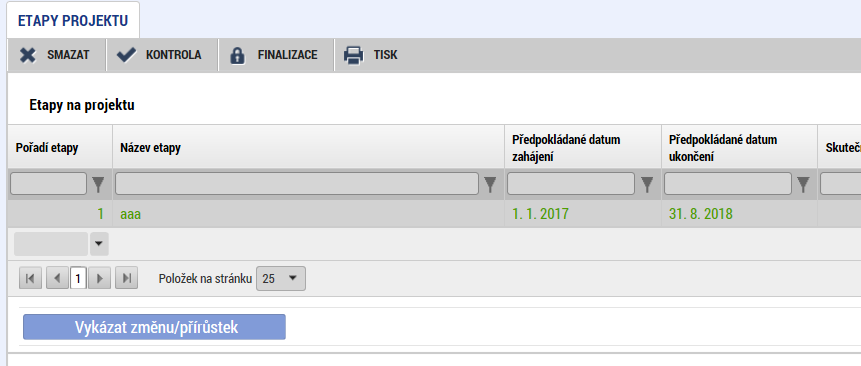 ETAPY PROJEKTU
SMAZAT KONTROLA FINALIZACE TISK
Etapy na projektu
Pořadí etapy Název etapy Předpokládané datum zahájení Předpokládané datum ukončení
1 aaa 1. 1. 2017 31. 8. 2018
1 Položek na stránku 25
Vykázat změnu/přírůstek